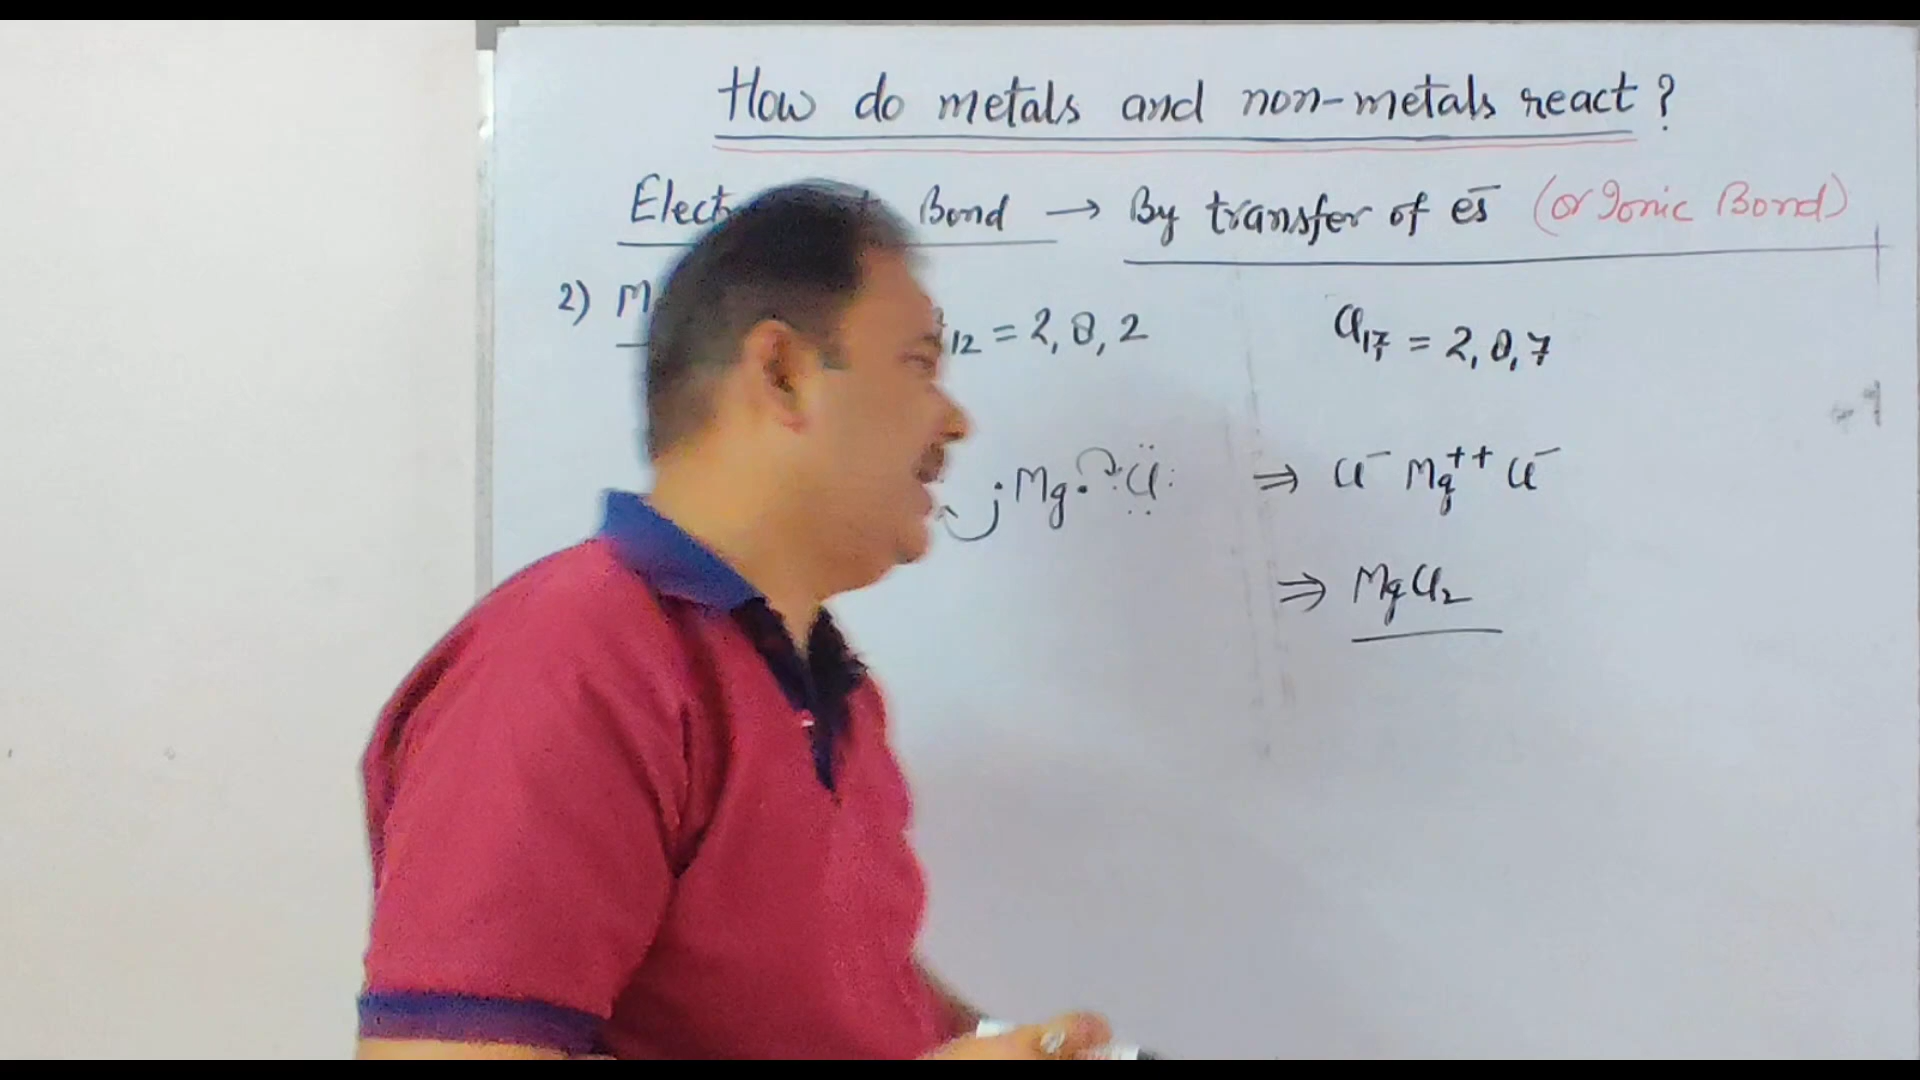 How do metals and non-metals react?
Bond → By transfer of es̄ (or Ionic Bond)
2) 12 = 2, 8, 2 Cl17 = 2, 8, 7
Mg Cl ⇒ Cl⁻ Mg⁺⁺ Cl⁻
⇒ MgCl2